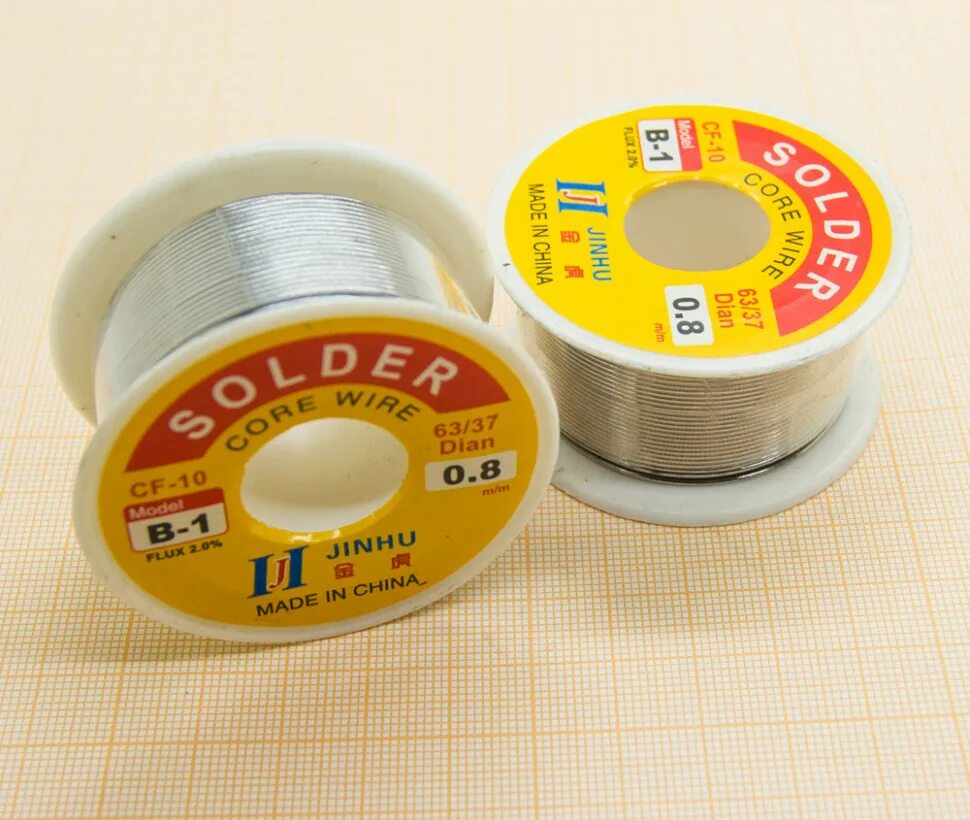 SOLDER
CORE WIRE
63/37
Dian
0.8
m/m
CF-10
Model
B-1
FLUX 2.0%
JINHU
金虎
MADE IN CHINA
SOLDER
CORE WIRE
CF-10
Model
B-1
FLUX 2.0%
JINHU
金虎
MADE IN CHINA
63/37
Dian
0.8
m/m